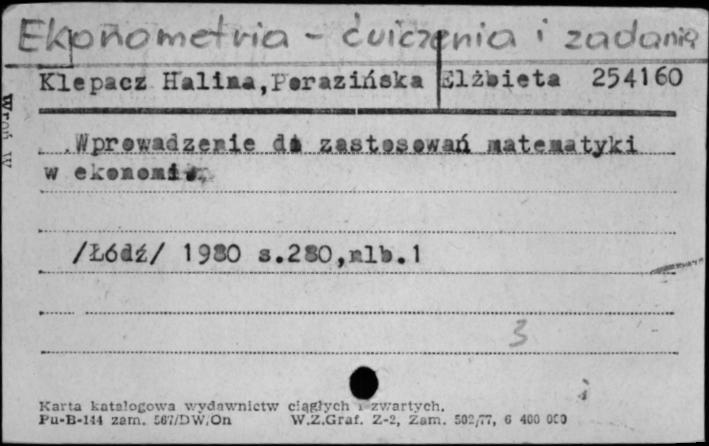 Ekonometria - ćwiczenia i zadania
Klepacz Halina, Porazińska Elżbieta 254160
Wprowadzenie do zastosowań matematyki
w ekonomii
/Łódź/ 1980 s.280,nlb.1
3
Karta katalogowa wydawnictw ciągłych i zwartych.
Pu-B-144 zam. 567/DW/On W.Z.Graf. Z-2, Zam. 502/77, 6 400 000